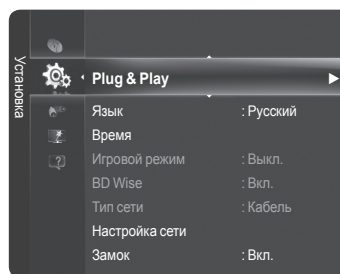 Установка
Plug & Play
Язык : Русский
Время
Игровой режим : Выкл.
BD Wise : Вкл.
Тип сети : Кабель
Настройка сети
Замок : Вкл.